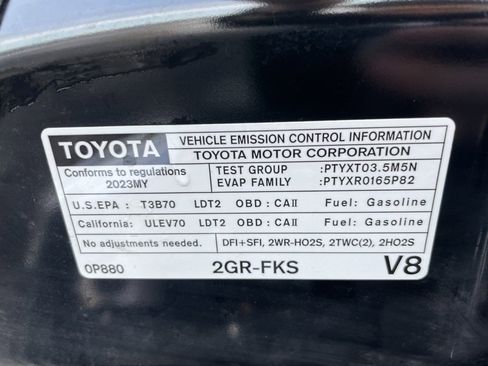 TOYOTA
VEHICLE EMISSION CONTROL INFORMATION
TOYOTA MOTOR CORPORATION
Conforms to regulations
2023MY
TEST GROUP :PTYXT03.5M5N
EVAP FAMILY :PTYXR0165P82
U.S.EPA : T3B70 LDT2 OBD : CAII Fuel: Gasoline
California: ULEV70 LDT2 OBD : CAII Fuel: Gasoline
No adjustments needed. DFI+SFI, 2WR-HO2S, 2TWC(2), 2HO2S
0P880 2GR-FKS V8